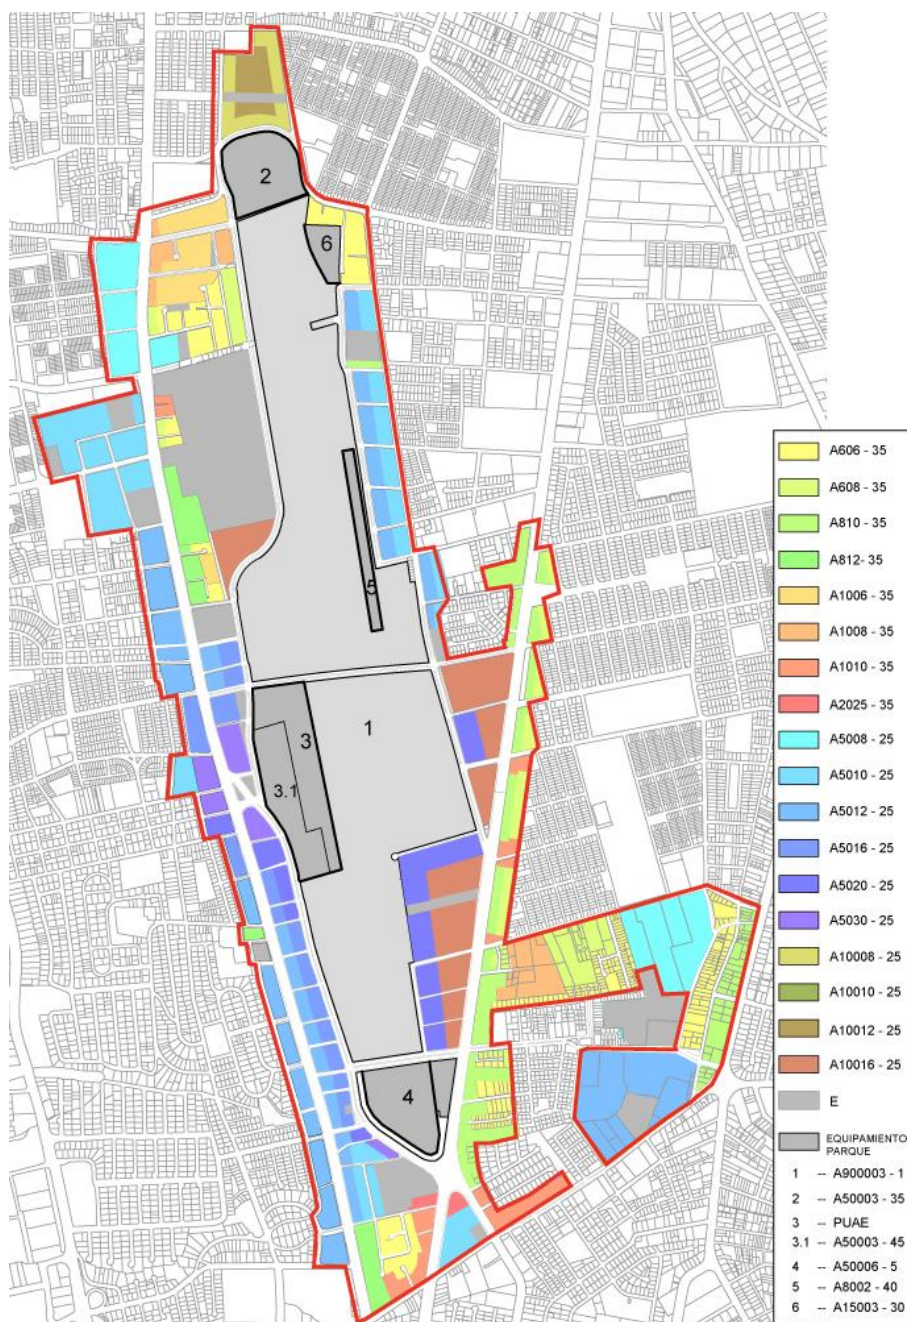 2
6
5
1
3
3.1
4
A606 - 35
A608 - 35
A810 - 35
A812- 35
A1006 - 35
A1008 - 35
A1010 - 35
A2025 - 35
A5008 - 25
A5010 - 25
A5012 - 25
A5016 - 25
A5020 - 25
A5030 - 25
A10008 - 25
A10010 - 25
A10012 - 25
A10016 - 25
E
EQUIPAMIENTO
PARQUE
1 -- A900003 - 1
2 -- A50003 - 35
3 -- PUAE
3.1 -- A50003 - 45
4 -- A50006 - 5
5 -- A8002 - 40
6 -- A15003 - 30